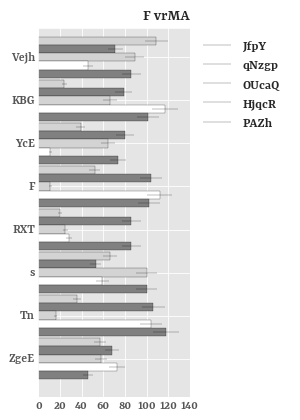 F vrMA
JfpY
qNzgp
OUcaQ
HjqcR
PAZh
Vejh
KBG
YcE
F
RXT
s
Tn
ZgeE
0 20 40 60 80 100 120 140